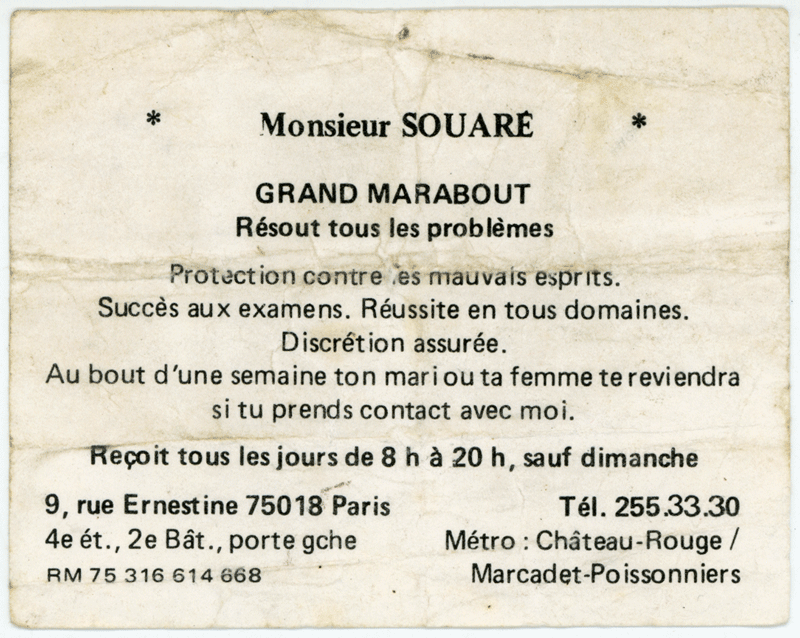 * Monsieur SOUARÉ *
GRAND MARABOUT
Résout tous les problèmes
Protection contre les mauvais esprits.
Succès aux examens. Réussite en tous domaines.
Discrétion assurée.
Au bout d'une semaine ton mari ou ta femme te reviendra
si tu prends contact avec moi.
Reçoit tous les jours de 8 h à 20 h, sauf dimanche
9, rue Ernestine 75018 Paris
4e ét., 2e Bât., porte gche
RM 75 316 614 668
Tél. 255.33.30
Métro : Château-Rouge /
Marcadet-Poissonniers